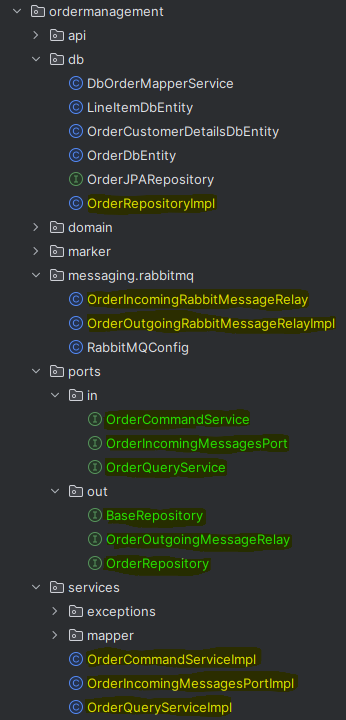 ordermanagement
api
db
DbOrderMapperService
LineItemDbEntity
OrderCustomerDetailsDbEntity
OrderDbEntity
OrderJPARepository
OrderRepositoryImpl
domain
marker
messaging.rabbitmq
OrderIncomingRabbitMessageRelay
OrderOutgoingRabbitMessageRelayImpl
RabbitMQConfig
ports
in
OrderCommandService
OrderIncomingMessagesPort
OrderQueryService
out
BaseRepository
OrderOutgoingMessageRelay
OrderRepository
services
exceptions
mapper
OrderCommandServiceImpl
OrderIncomingMessagesPortImpl
OrderQueryServiceImpl